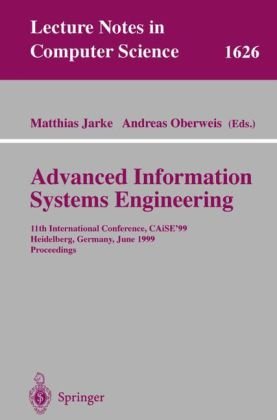 Lecture Notes in
Computer Science
1626
Matthias Jarke Andreas Oberweis (Eds.)
Advanced Information
Systems Engineering
11th International Conference, CAiSE'99
Heidelberg, Germany, June 1999
Proceedings
Springer